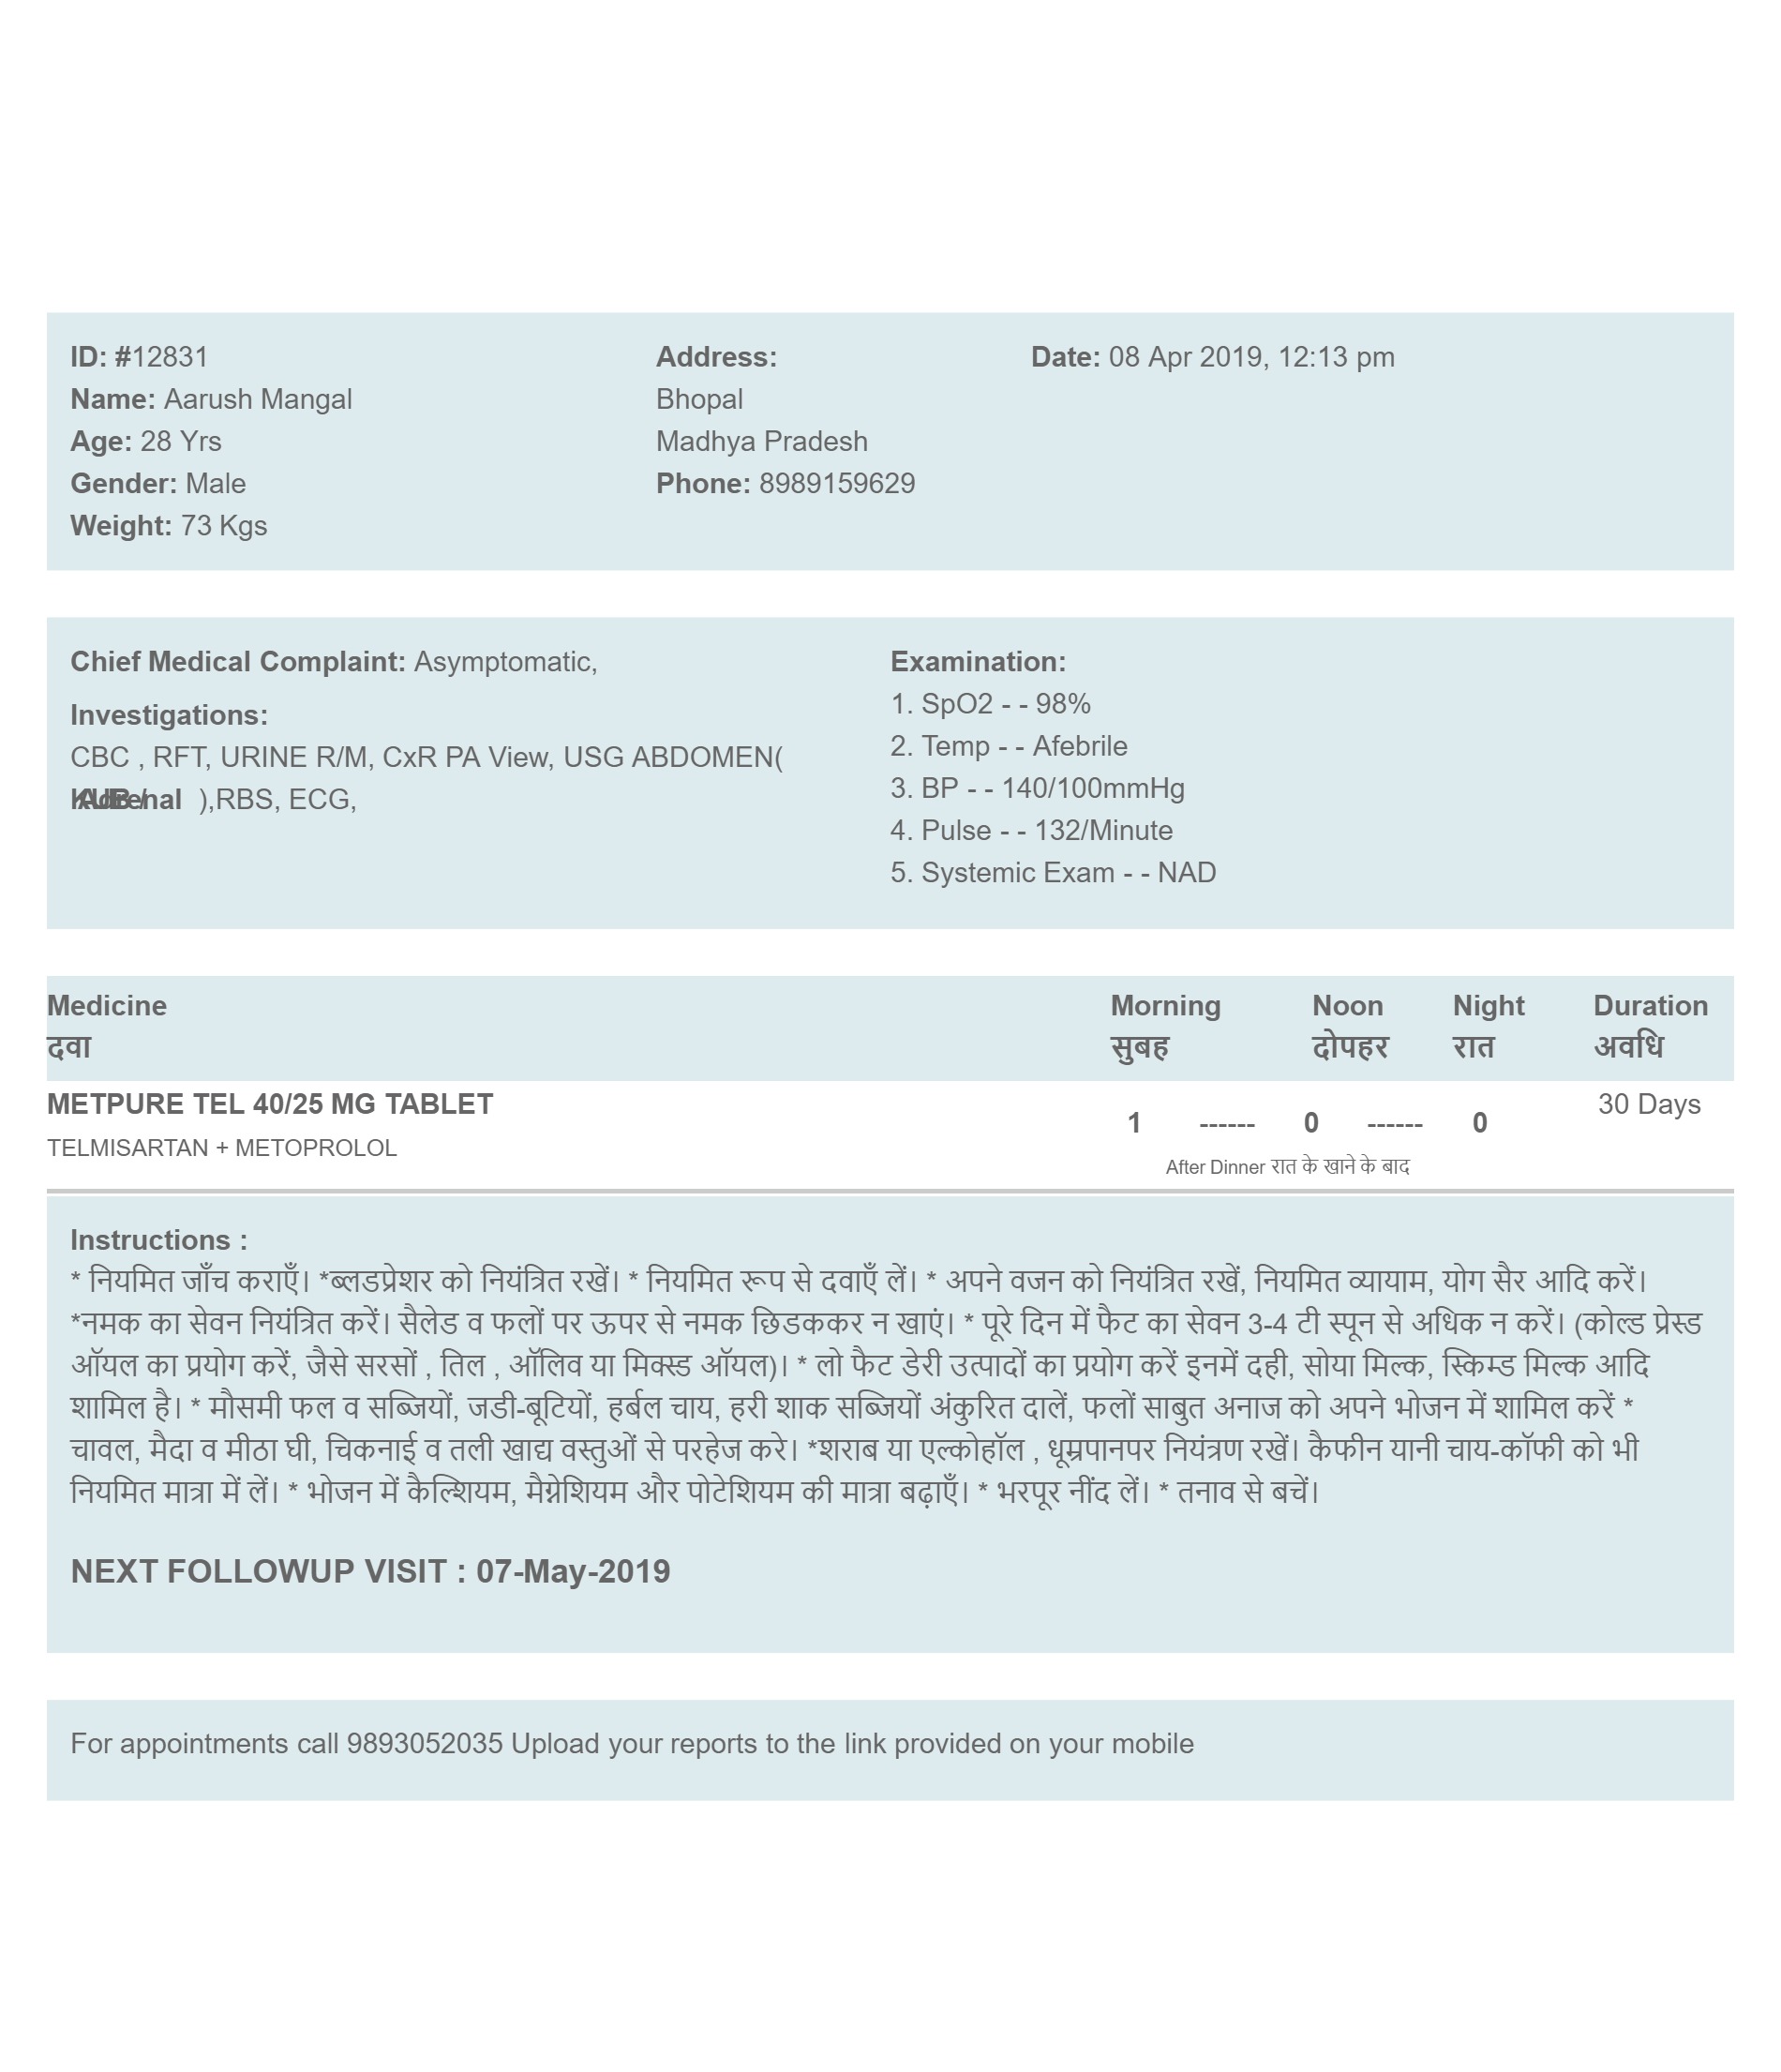 ID: #12831
Name: Aarush Mangal
Age: 28 Yrs
Gender: Male
Weight: 73 Kgs
Address:
Bhopal
Madhya Pradesh
Phone: 8989159629
Date: 08 Apr 2019, 12:13 pm
Chief Medical Complaint: Asymptomatic,
Investigations:
CBC , RFT, URINE R/M, CxR PA View, USG ABDOMEN(
KUB / Adrenal ),RBS, ECG,
Examination:
1. SpO2 - - 98%
2. Temp - - Afebrile
3. BP - - 140/100mmHg
4. Pulse - - 132/Minute
5. Systemic Exam - - NAD
Medicine Morning Noon Night Duration
दवा सुबह दोपहर रात अवधि
METPURE TEL 40/25 MG TABLET 30 Days
1 ------ 0 ------ 0
TELMISARTAN + METOPROLOL
After Dinner रात के खाने के बाद
Instructions :
* नियमित जाँच कराएँ। *ब्लडप्रेशर को नियंत्रित रखें। * नियमित रूप से दवाएँ लें। * अपने वजन को नियंत्रित रखें, नियमित व्यायाम, योग सैर आदि करें।
*नमक का सेवन नियंत्रित करें। सैलेड व फलों पर ऊपर से नमक छिडककर न खाएं। * पूरे दिन में फैट का सेवन 3-4 टी स्पून से अधिक न करें। (कोल्ड प्रेस्ड
ऑयल का प्रयोग करें, जैसे सरसों , तिल , ऑलिव या मिक्स्ड ऑयल)। * लो फैट डेरी उत्पादों का प्रयोग करें इनमें दही, सोया मिल्क, स्किम्ड मिल्क आदि
शामिल है। * मौसमी फल व सब्जियों, जडी-बूटियों, हर्बल चाय, हरी शाक सब्जियों अंकुरित दालें, फलों साबुत अनाज को अपने भोजन में शामिल करें *
चावल, मैदा व मीठा घी, चिकनाई व तली खाद्य वस्तुओं से परहेज करे। *शराब या एल्कोहॉल , धूम्रपानपर नियंत्रण रखें। कैफीन यानी चाय-कॉफी को भी
नियमित मात्रा में लें। * भोजन में कैल्शियम, मैग्नेशियम और पोटेशियम की मात्रा बढ़ाएँ। * भरपूर नींद लें। * तनाव से बचें।
NEXT FOLLOWUP VISIT : 07-May-2019
For appointments call 9893052035 Upload your reports to the link provided on your mobile